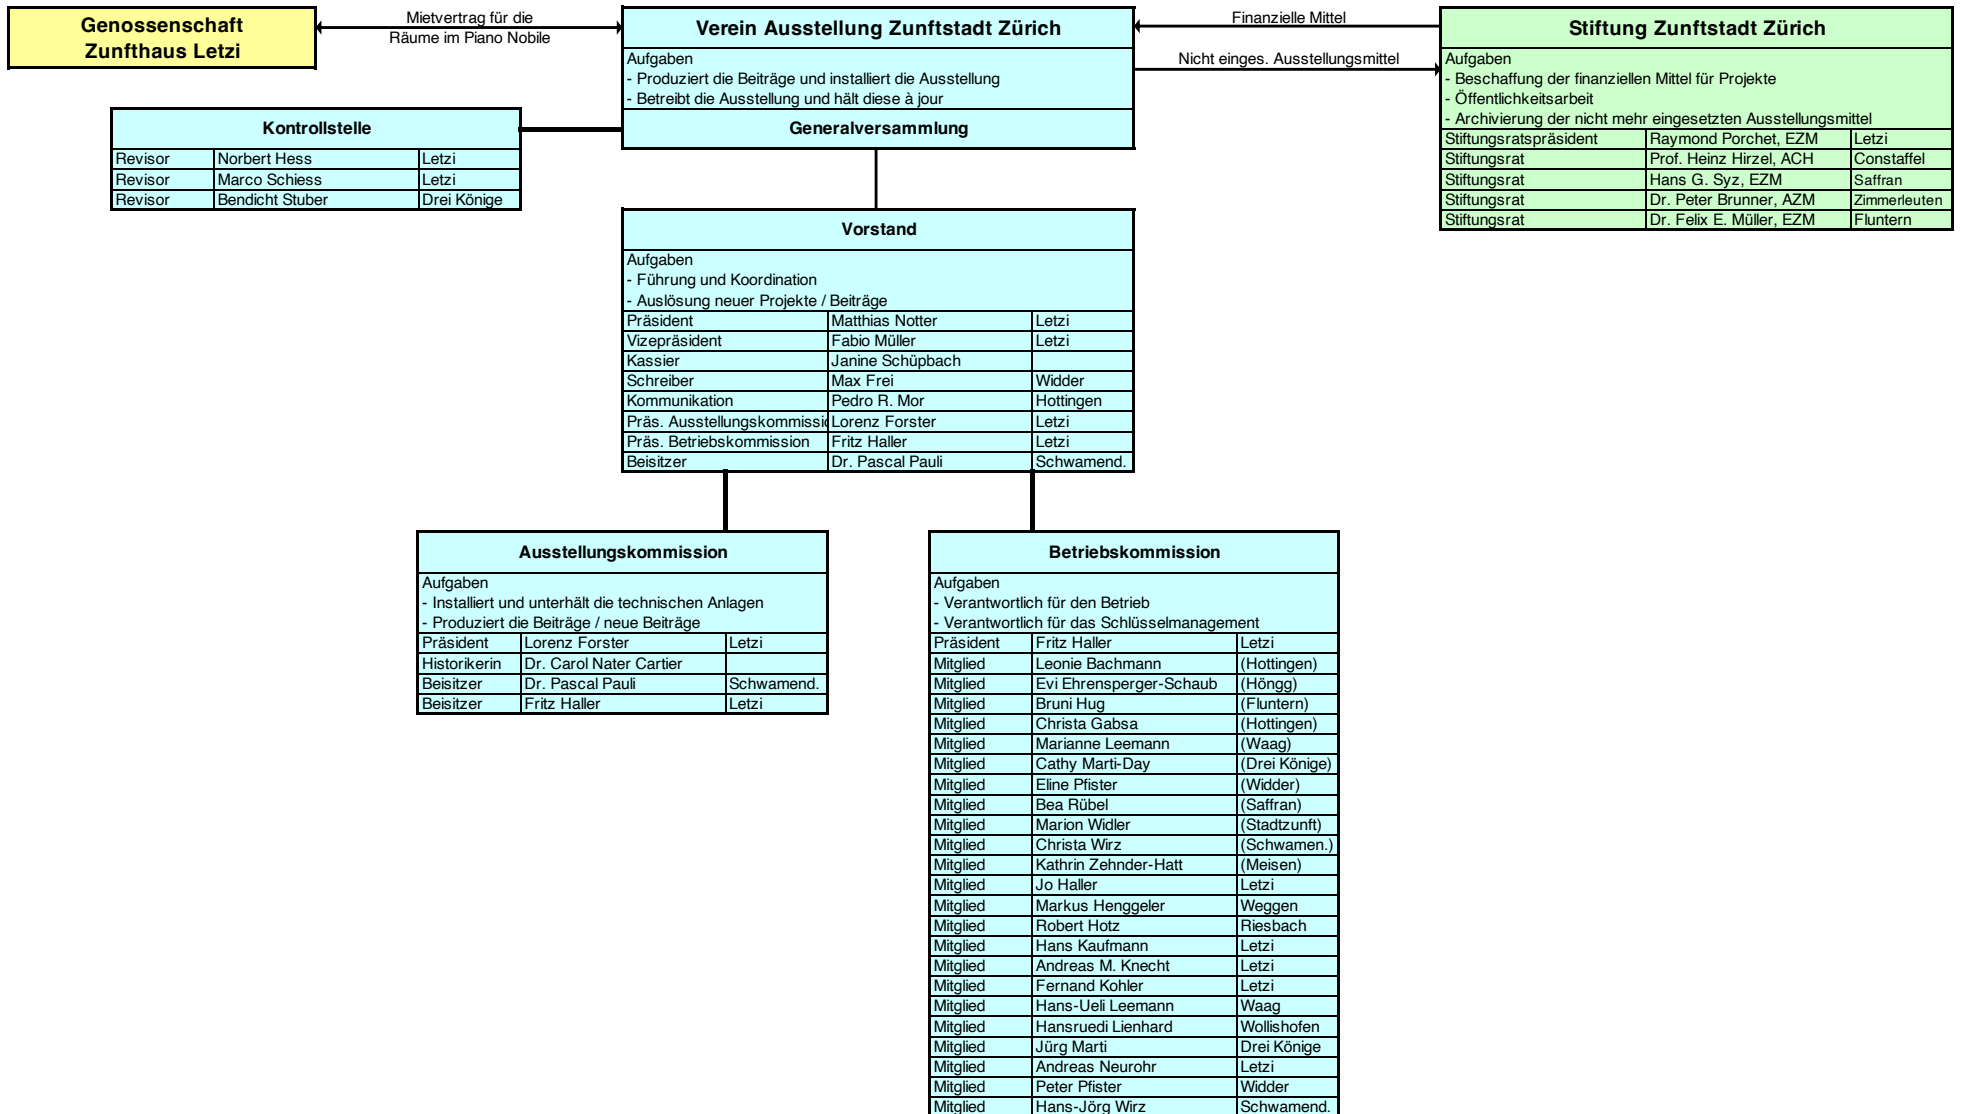 Genossenschaft
Zunfthaus Letzi
Mietvertrag für die
Räume im Piano Nobile
Verein Ausstellung Zunftstadt Zürich
Aufgaben
- Produziert die Beiträge und installiert die Ausstellung
- Betreibt die Ausstellung und hält diese à jour
Generalversammlung
Finanzielle Mittel
Nicht einges. Ausstellungsmittel
Stiftung Zunftstadt Zürich
Aufgaben
- Beschaffung der finanziellen Mittel für Projekte
- Öffentlichkeitsarbeit
- Archivierung der nicht mehr eingesetzten Ausstellungsmittel
Stiftungsratspräsident Raymond Porchet, EZM Letzi
Stiftungsrat Prof. Heinz Hirzel, ACH Constaffel
Stiftungsrat Hans G. Syz, EZM Saffran
Stiftungsrat Dr. Peter Brunner, AZM Zimmerleuten
Stiftungsrat Dr. Felix E. Müller, EZM Fluntern
Kontrollstelle
Revisor Norbert Hess Letzi
Revisor Marco Schiess Letzi
Revisor Bendicht Stuber Drei Könige
Vorstand
Aufgaben
- Führung und Koordination
- Auslösung neuer Projekte / Beiträge
Präsident Matthias Notter Letzi
Vizepräsident Fabio Müller Letzi
Kassier Janine Schüpbach
Schreiber Max Frei Widder
Kommunikation Pedro R. Mor Hottingen
Präs. Ausstellungskommissio Lorenz Forster Letzi
Präs. Betriebskommission Fritz Haller Letzi
Beisitzer Dr. Pascal Pauli Schwamend.
Ausstellungskommission
Aufgaben
- Installiert und unterhält die technischen Anlagen
- Produziert die Beiträge / neue Beiträge
Präsident Lorenz Forster Letzi
Historikerin Dr. Carol Nater Cartier
Beisitzer Dr. Pascal Pauli Schwamend.
Beisitzer Fritz Haller Letzi
Betriebskommission
Aufgaben
- Verantwortlich für den Betrieb
- Verantwortlich für das Schlüsselmanagement
Präsident Fritz Haller Letzi
Mitglied Leonie Bachmann (Hottingen)
Mitglied Evi Ehrensperger-Schaub (Höngg)
Mitglied Bruni Hug (Fluntern)
Mitglied Christa Gabsa (Hottingen)
Mitglied Marianne Leemann (Waag)
Mitglied Cathy Marti-Day (Drei Könige)
Mitglied Eline Pfister (Widder)
Mitglied Bea Rübel (Saffran)
Mitglied Marion Widler (Stadtzunft)
Mitglied Christa Wirz (Schwamen.)
Mitglied Kathrin Zehnder-Hatt (Meisen)
Mitglied Jo Haller Letzi
Mitglied Markus Henggeler Weggen
Mitglied Robert Hotz Riesbach
Mitglied Hans Kaufmann Letzi
Mitglied Andreas M. Knecht Letzi
Mitglied Fernand Kohler Letzi
Mitglied Hans-Ueli Leemann Waag
Mitglied Hansruedi Lienhard Wollishofen
Mitglied Jürg Marti Drei Könige
Mitglied Andreas Neurohr Letzi
Mitglied Peter Pfister Widder
Mitglied Hans-Jörg Wirz Schwamend.